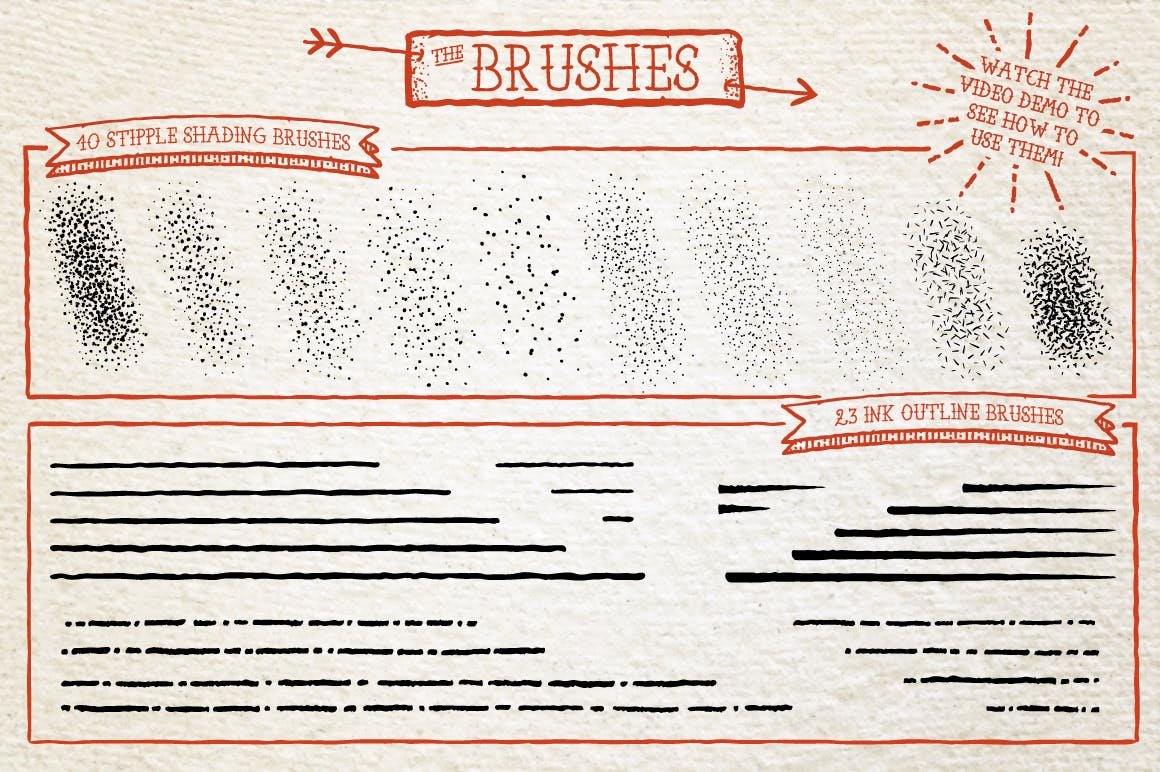 THE BRUSHES
WATCH THE
VIDEO DEMO TO
SEE HOW TO
USE THEM!
40 STIPPLE SHADING BRUSHES
23 INK OUTLINE BRUSHES